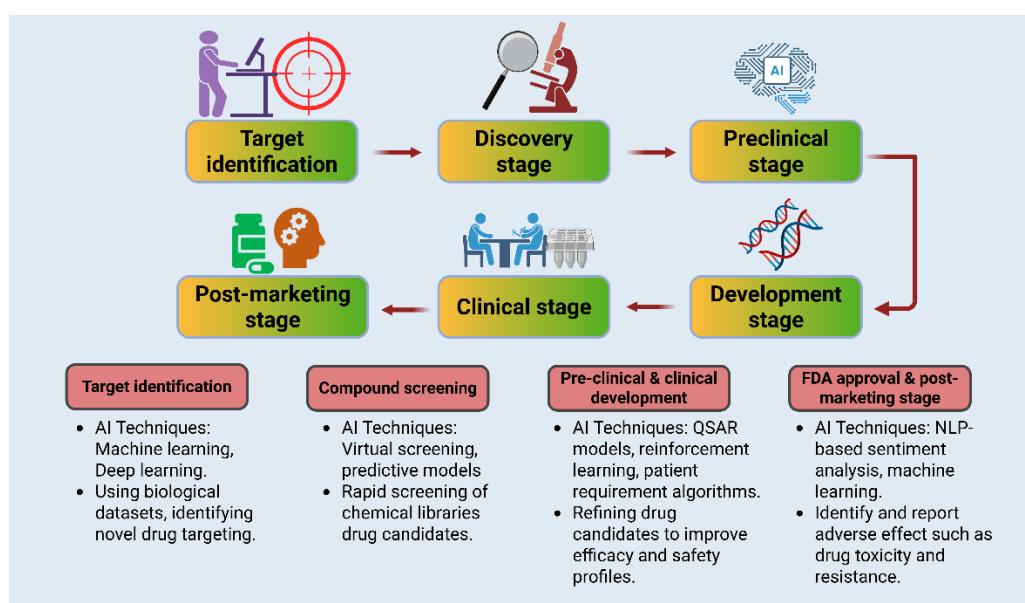 Target
identification
Discovery
stage
AI
Preclinical
stage
Post-marketing
stage
Clinical stage
Development
stage
Target identification
• AI Techniques:
Machine learning,
Deep learning.
• Using biological
datasets, identifying
novel drug targeting.
Compound screening
• AI Techniques:
Virtual screening,
predictive models
• Rapid screening of
chemical libraries
drug candidates.
Pre-clinical & clinical
development
• AI Techniques: QSAR
models, reinforcement
learning, patient
requirement algorithms.
• Refining drug
candidates to improve
efficacy and safety
profiles.
FDA approval & post-
marketing stage
• AI Techniques: NLP-
based sentiment
analysis, machine
learning.
• Identify and report
adverse effect such as
drug toxicity and
resistance.